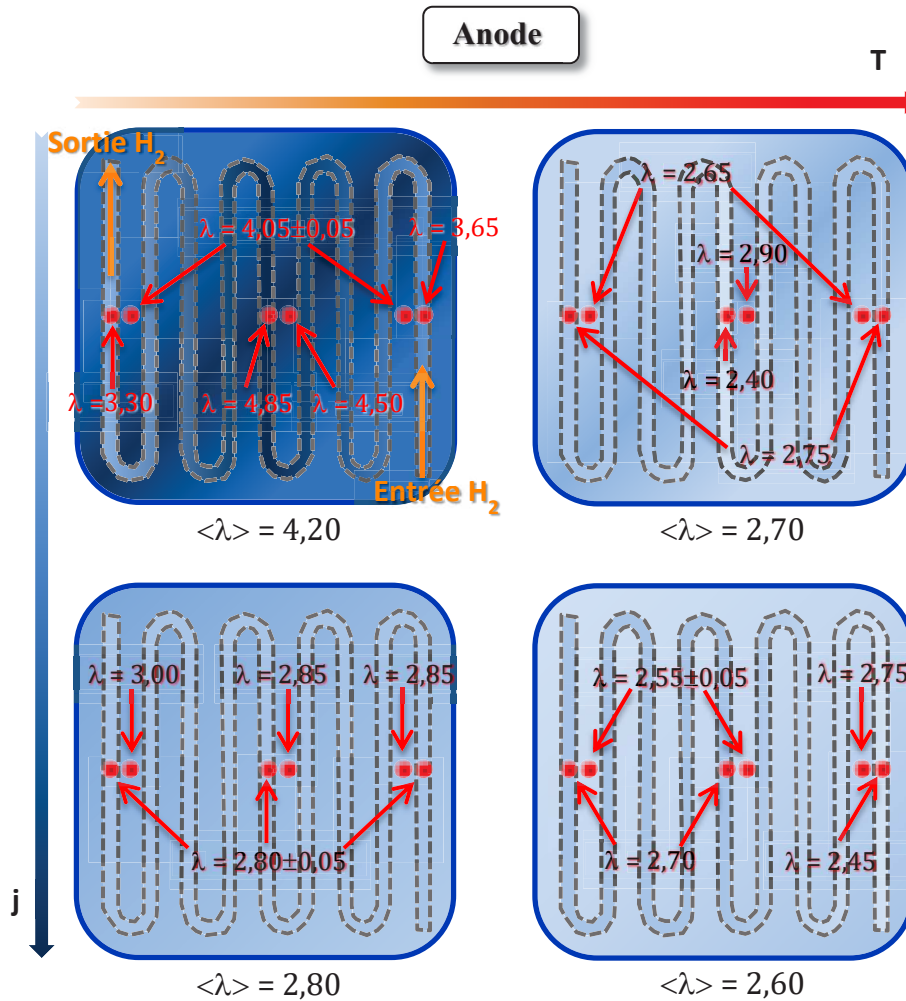 Anode
T
Sortie H2
λ = 4,05±0,05
λ = 3,65
λ =3,30
λ = 4,85
λ = 4,50
Entrée H2
<λ> = 4,20
λ = 2,65
λ = 2,90
λ = 2,40
λ = 2,75
<λ> = 2,70
λ = 3,00
λ = 2,85
λ = 2,85
λ = 2,80±0,05
<λ> = 2,80
λ = 2,55±0,05
λ = 2,75
λ = 2,70
λ = 2,45
<λ> = 2,60
j